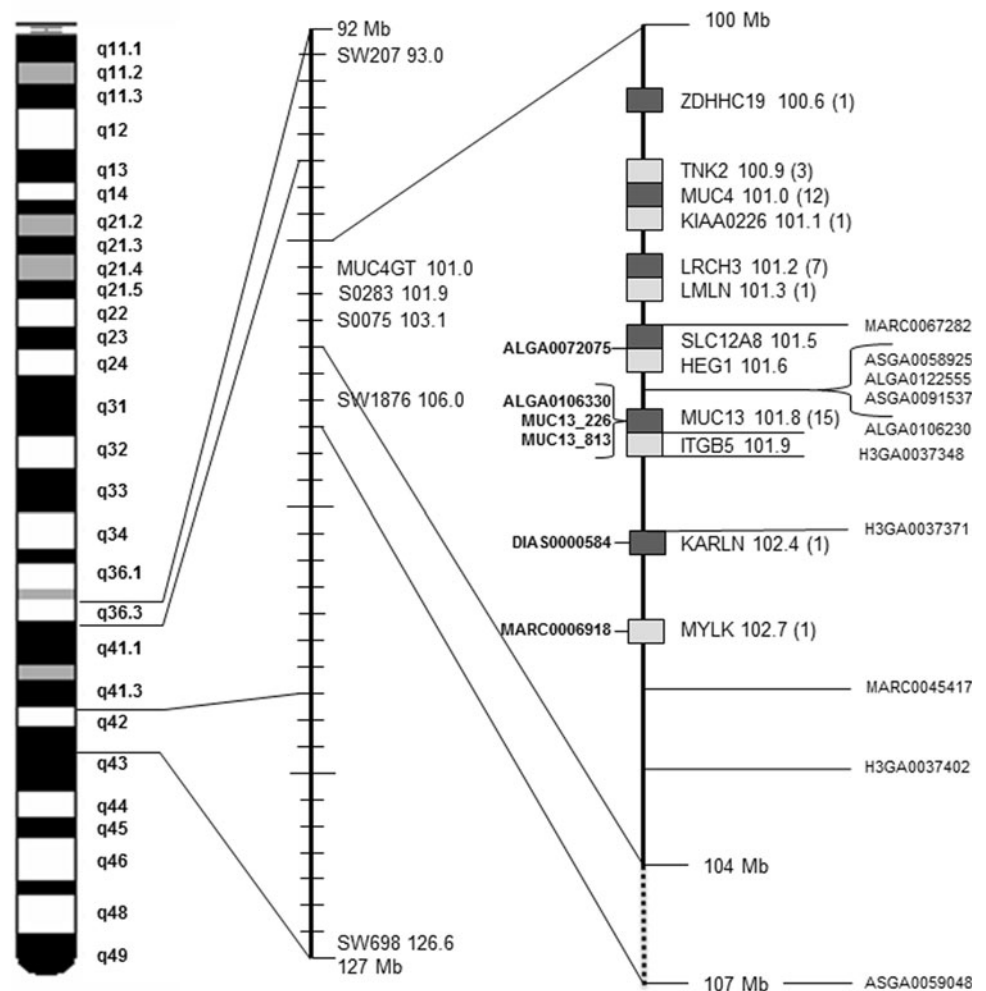 q11.1
q11.2
q11.3
q12
q13
q14
q21.2
q21.3
q21.4
q21.5
q22
q23
q24
q31
q32
q33
q34
q36.1
q36.3
q41.1
q41.3
q42
q43
q44
q45
q46
q48
q49
92 Mb
SW207 93.0
MUC4GT 101.0
S0283 101.9
S0075 103.1
SW1876 106.0
SW698 126.6
127 Mb
100 Mb
ZDHHC19 100.6 (1)
TNK2 100.9 (3)
MUC4 101.0 (12)
KIAA0226 101.1 (1)
LRCH3 101.2 (7)
LMLN 101.3 (1)
SLC12A8 101.5
HEG1 101.6
MUC13 101.8 (15)
ITGB5 101.9
KARLN 102.4 (1)
MYLK 102.7 (1)
104 Mb
107 Mb
ALGA0072075
ALGA0106330
MUC13_226
MUC13_813
DIAS0000584
MARC0006918
MARC0067282
ASGA0058925
ALGA0122555
ASGA0091537
ALGA0106230
H3GA0037348
H3GA0037371
MARC0045417
H3GA0037402
ASGA0059048